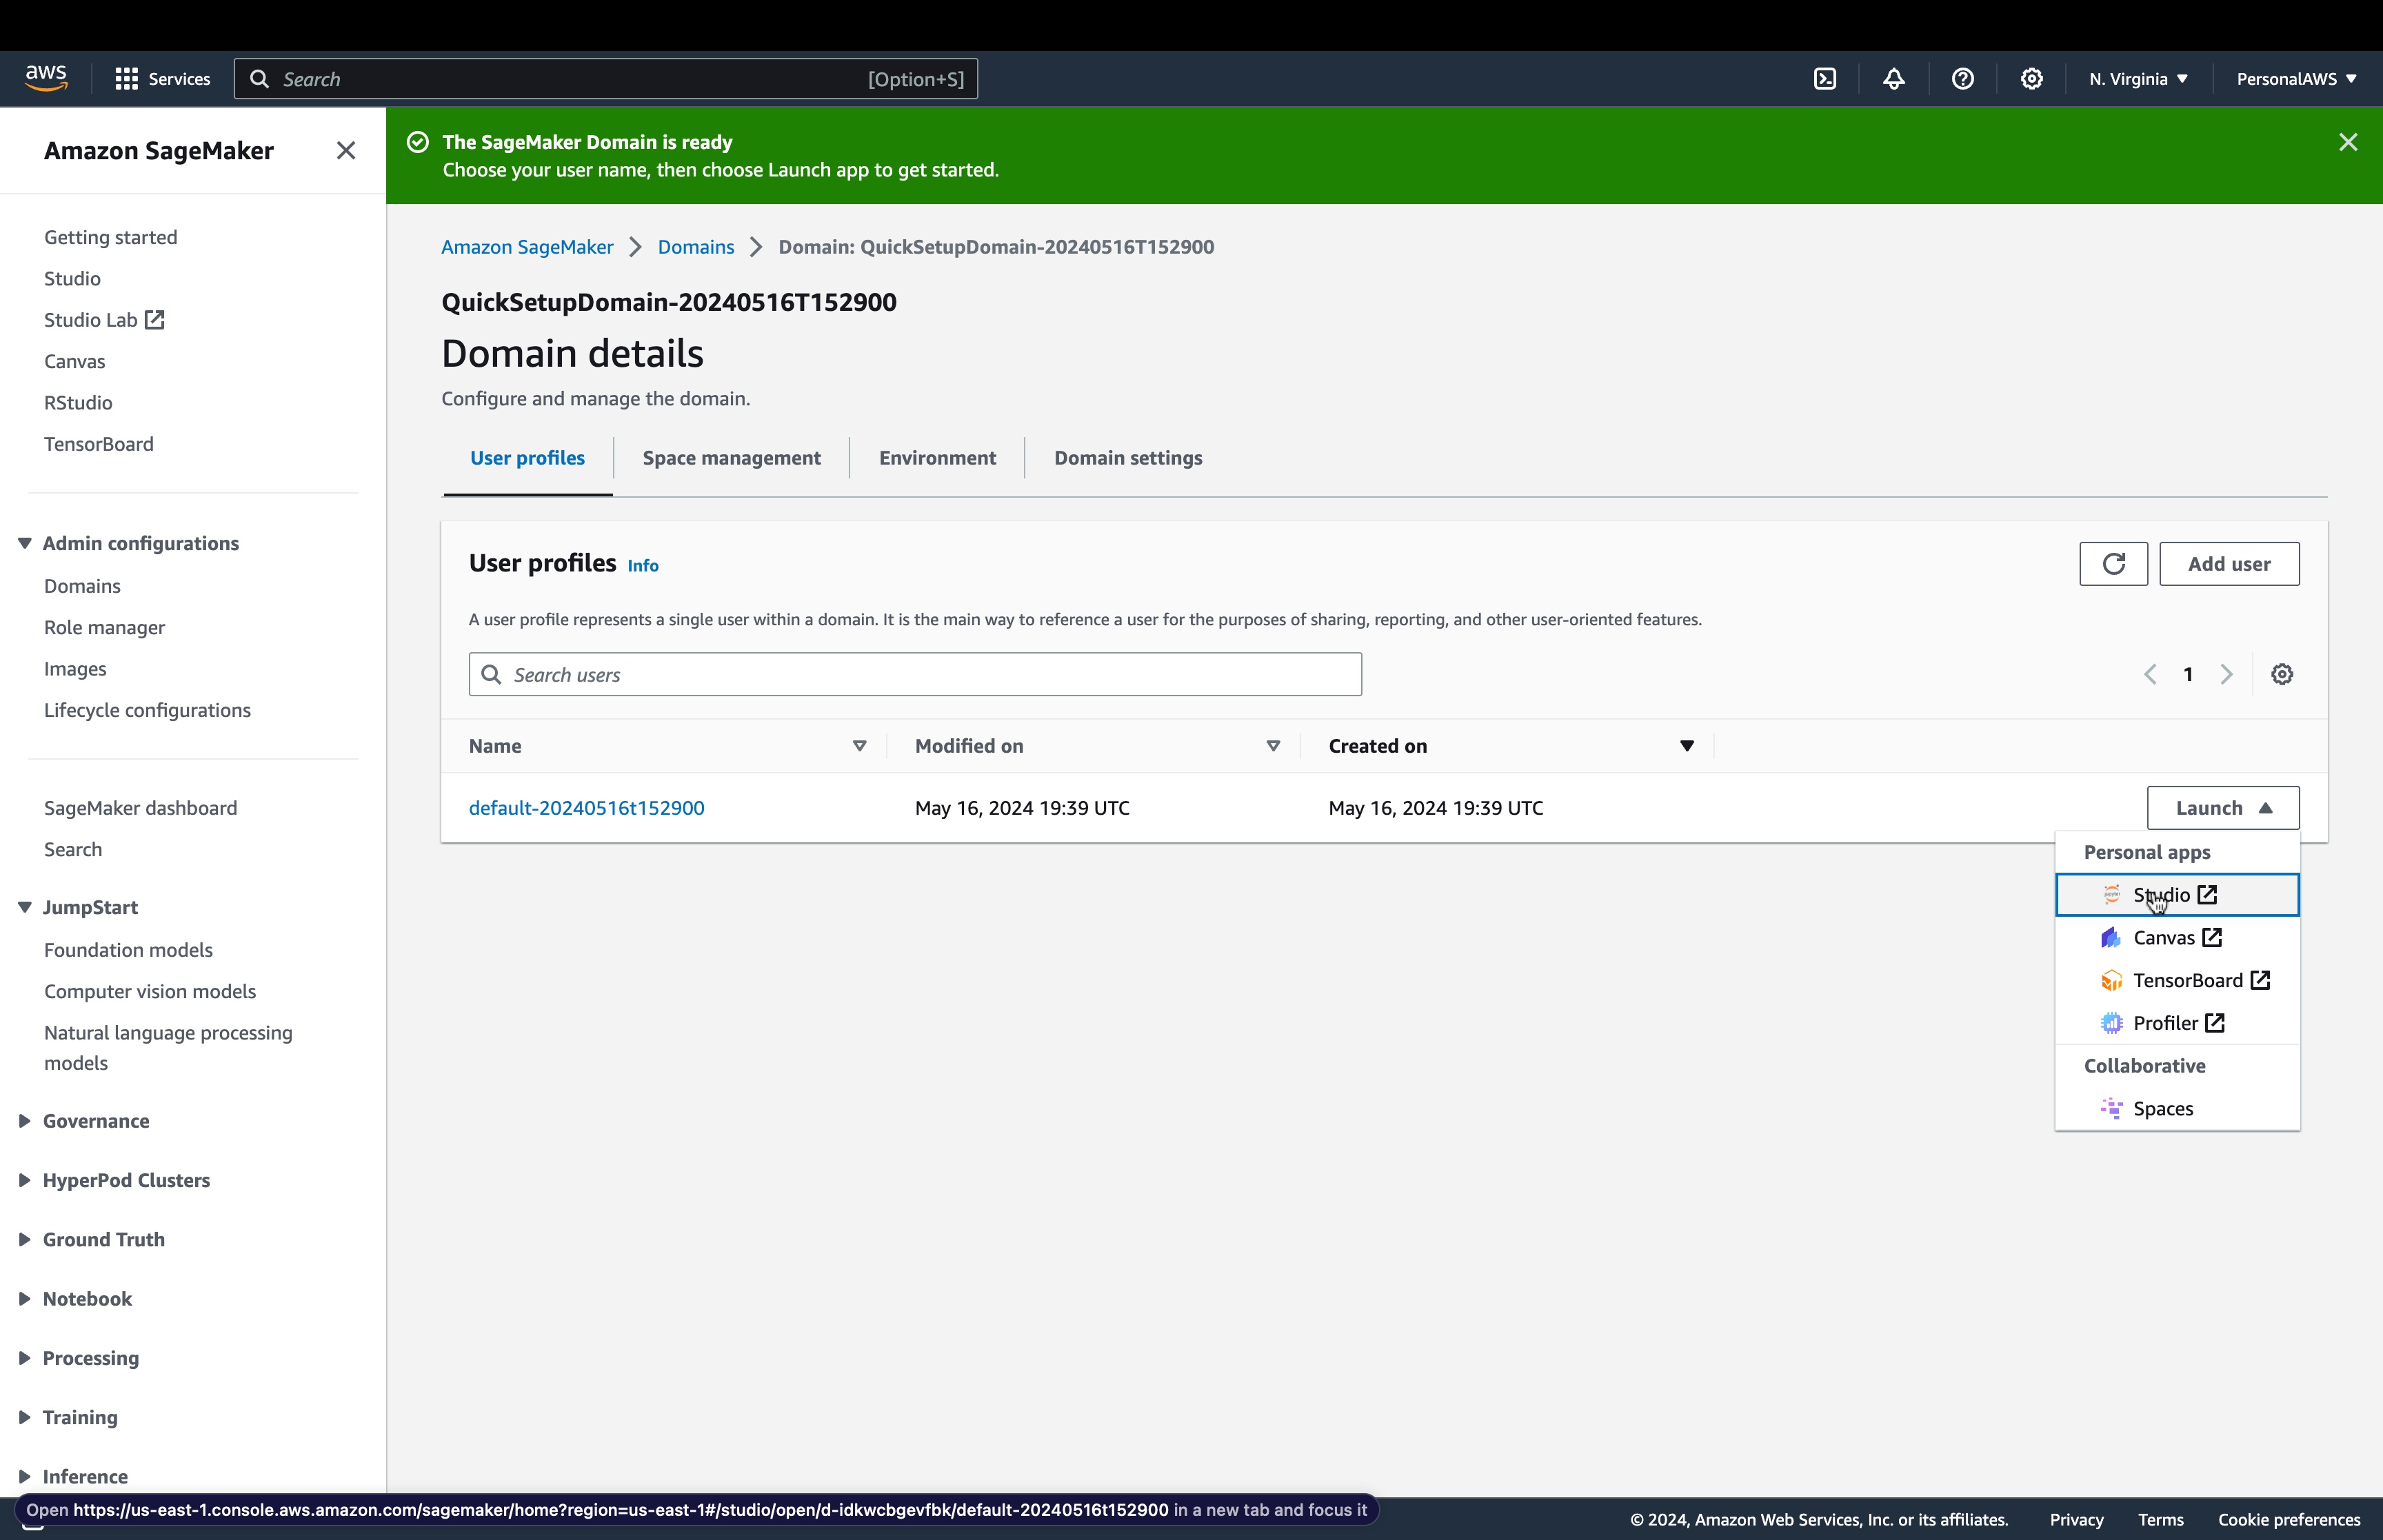 aws
Services
Search
[Option+S]
N. Virginia
PersonalAWS
Amazon SageMaker
Getting started
Studio
Studio Lab
Canvas
RStudio
TensorBoard
Admin configurations
Domains
Role manager
Images
Lifecycle configurations
SageMaker dashboard
Search
JumpStart
Foundation models
Computer vision models
Natural language processing
models
Governance
HyperPod Clusters
Ground Truth
Notebook
Processing
Training
Inference
The SageMaker Domain is ready
Choose your user name, then choose Launch app to get started.
Amazon SageMaker
Domains
Domain: QuickSetupDomain-20240516T152900
QuickSetupDomain-20240516T152900
Domain details
Configure and manage the domain.
User profiles
Space management
Environment
Domain settings
User profiles
Info
Add user
A user profile represents a single user within a domain. It is the main way to reference a user for the purposes of sharing, reporting, and other user-oriented features.
Search users
1
Name
Modified on
Created on
default-20240516t152900
May 16, 2024 19:39 UTC
May 16, 2024 19:39 UTC
Launch
Personal apps
Studio
Canvas
TensorBoard
Profiler
Collaborative
Spaces
Open https://us-east-1.console.aws.amazon.com/sagemaker/home?region=us-east-1#/studio/open/d-idkwcbgevfbk/default-20240516t152900 in a new tab and focus it
© 2024, Amazon Web Services, Inc. or its affiliates.
Privacy
Terms
Cookie preferences